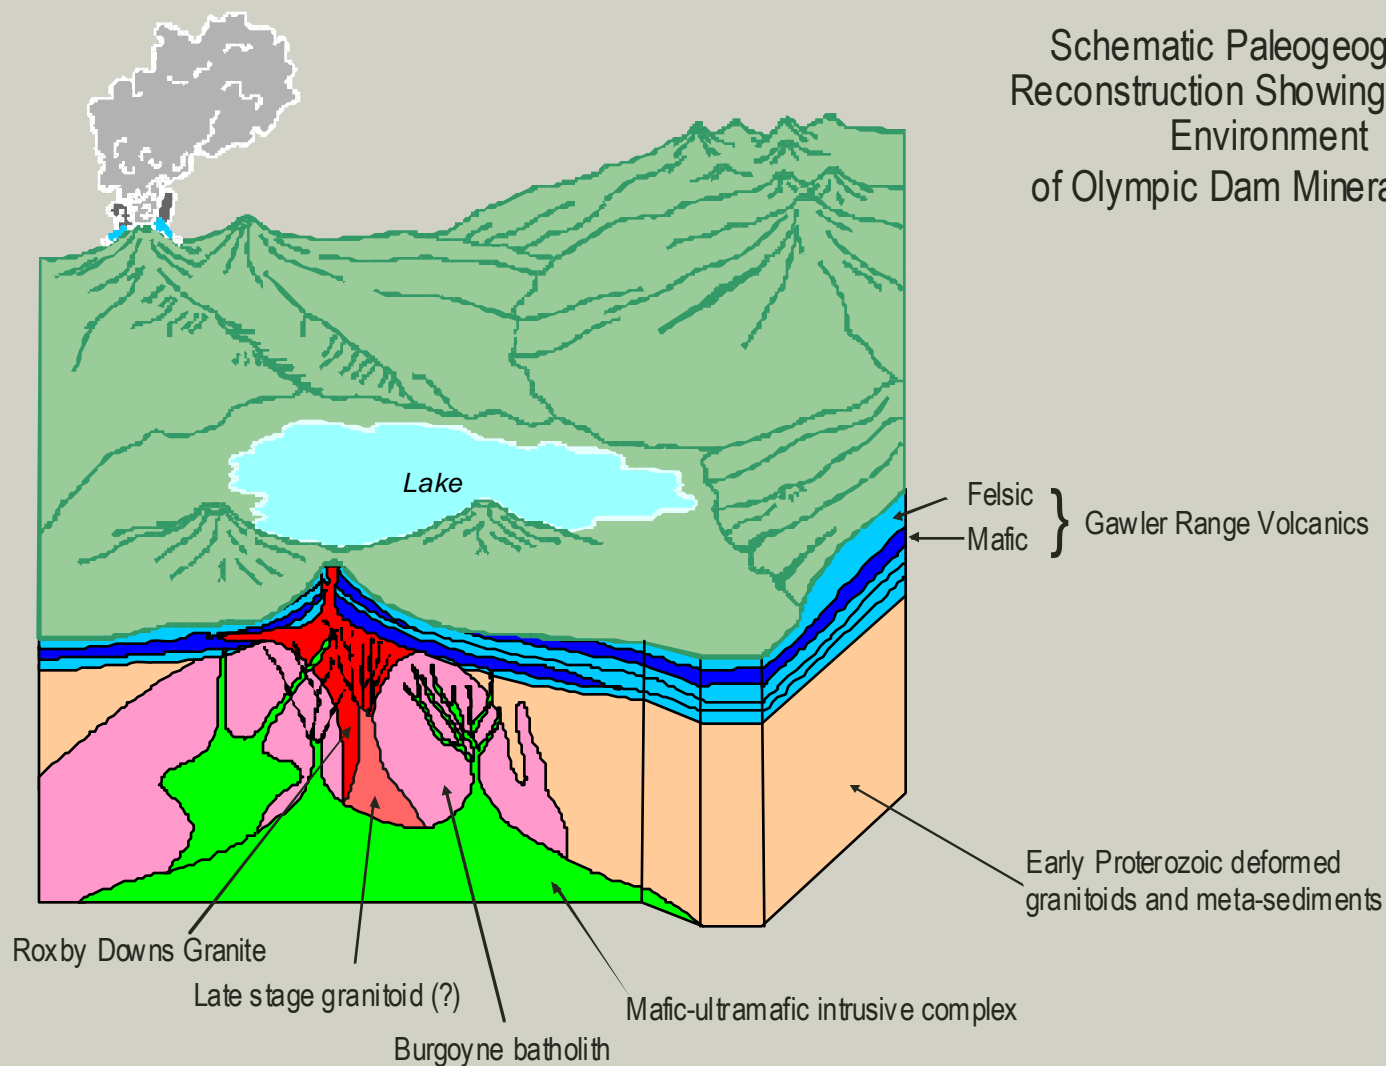 Schematic Paleogeog
Reconstruction Showing
Environment
of Olympic Dam Minera
Lake
Felsic
Mafic
} Gawler Range Volcanics
Early Proterozoic deformed
granitoids and meta-sediments
Roxby Downs Granite
Late stage granitoid (?)
Mafic-ultramafic intrusive complex
Burgoyne batholith